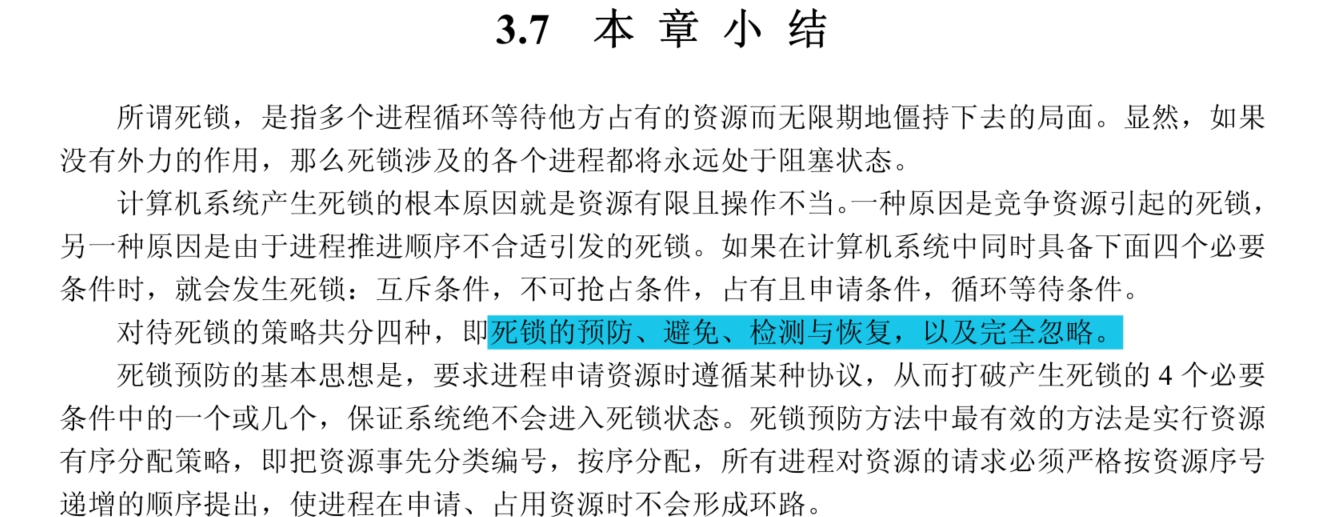 3.7 本章小结
所谓死锁，是指多个进程循环等待他方占有的资源而无限期地僵持下去的局面。显然，如果
没有外力的作用，那么死锁涉及的各个进程都将永远处于阻塞状态。
计算机系统产生死锁的根本原因就是资源有限且操作不当。一种原因是竞争资源引起的死锁，
另一种原因是由于进程推进顺序不合适引发的死锁。如果在计算机系统中同时具备下面四个必要
条件时，就会发生死锁：互斥条件，不可抢占条件，占有且申请条件，循环等待条件。
对待死锁的策略共分四种，即死锁的预防、避免、检测与恢复，以及完全忽略。
死锁预防的基本思想是，要求进程申请资源时遵循某种协议，从而打破产生死锁的 4 个必要
条件中的一个或几个，保证系统绝不会进入死锁状态。死锁预防方法中最有效的方法是实行资源
有序分配策略，即把资源事先分类编号，按序分配，所有进程对资源的请求必须严格按资源序号
递增的顺序提出，使进程在申请、占用资源时不会形成环路。